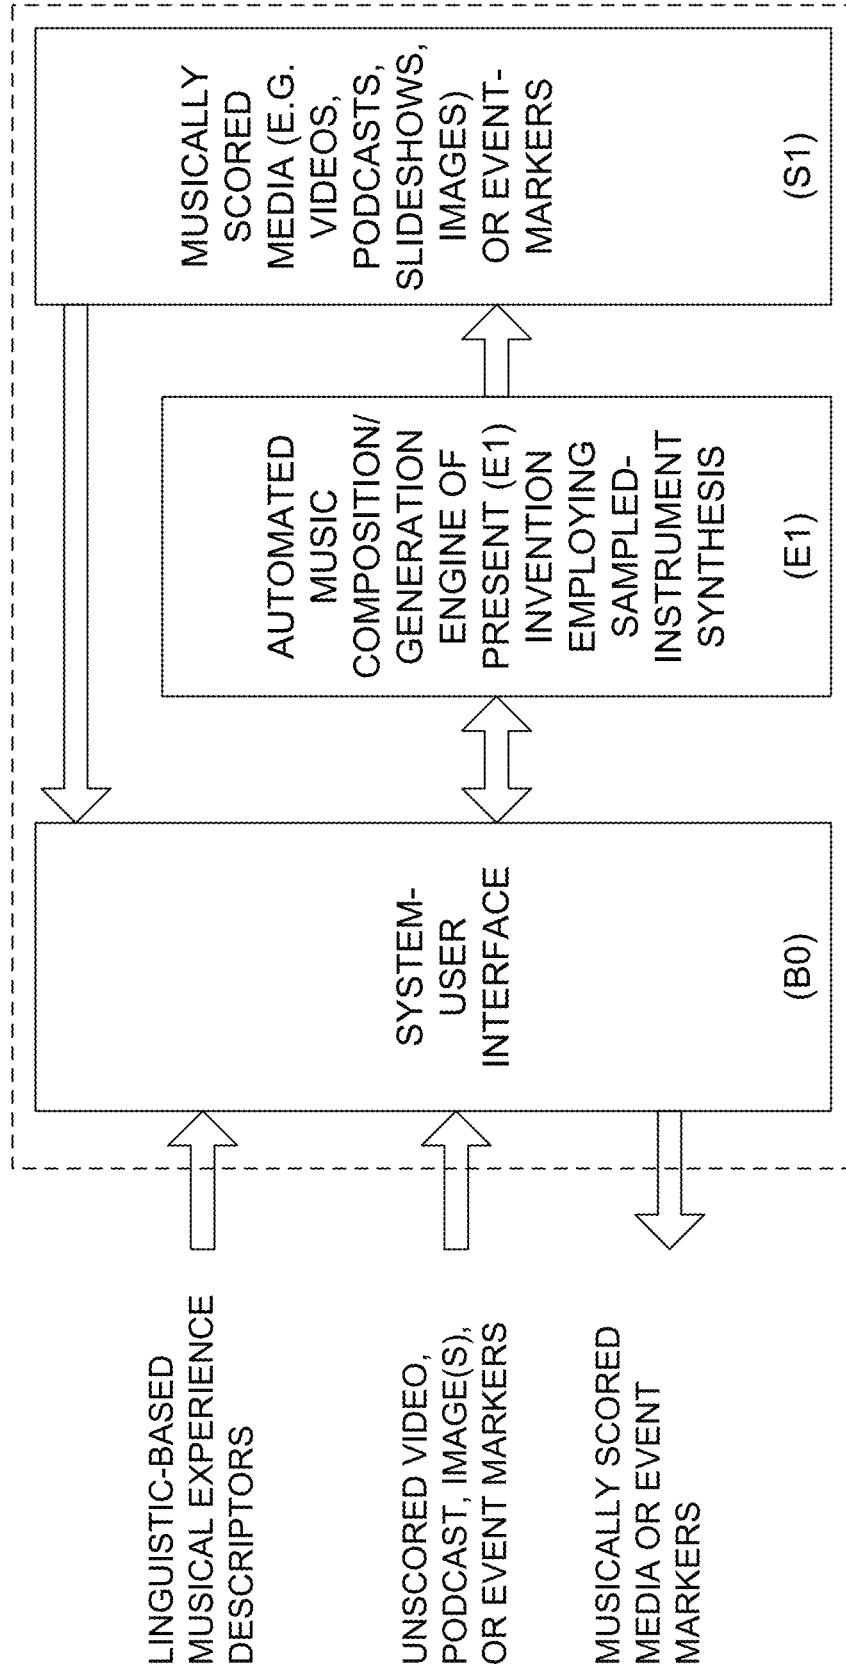 LINGUISTIC-BASED
MUSICAL EXPERIENCE
DESCRIPTORS
UNSCORED VIDEO,
PODCAST, IMAGE(S),
OR EVENT MARKERS
MUSICALLY SCORED
MEDIA OR EVENT
MARKERS
SYSTEM-
USER
INTERFACE
(B0)
AUTOMATED
MUSIC
COMPOSITION/
GENERATION
ENGINE OF
PRESENT (E1)
INVENTION
EMPLOYING
SAMPLED-
INSTRUMENT
SYNTHESIS
(E1)
MUSICALLY
SCORED
MEDIA (E.G.
VIDEOS,
PODCASTS,
SLIDESHOWS,
IMAGES)
OR EVENT-
MARKERS
(S1)